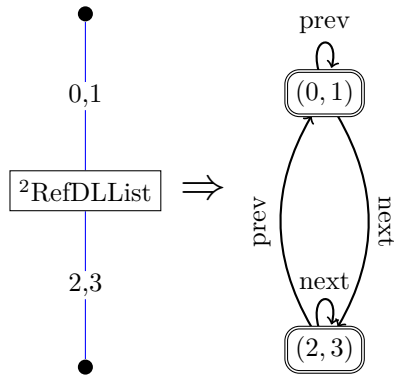 0,1
²RefDLList
2,3
⇒
prev
(0, 1)
prev
next
next
(2, 3)